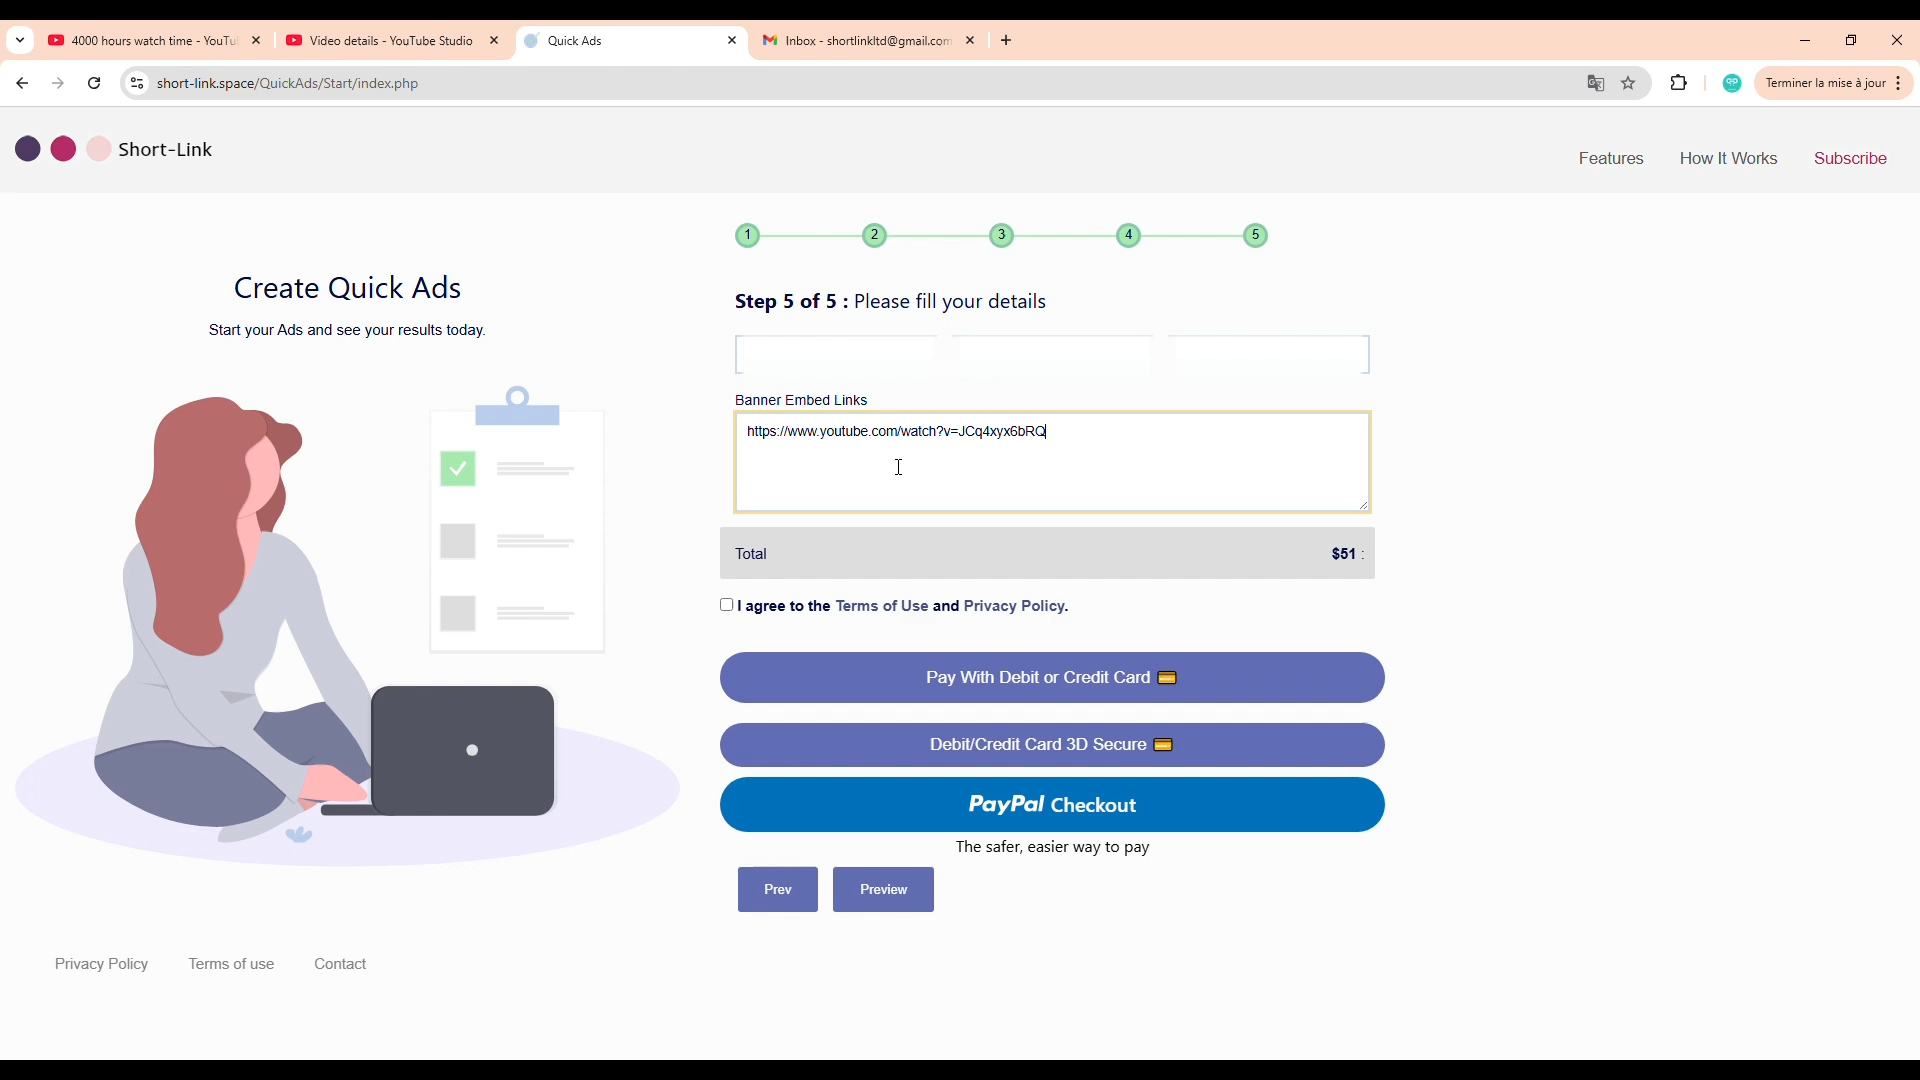 4000 hours watch time - YouTu
Video details - YouTube Studio
Quick Ads
Inbox - shortlinkltd@gmail.com
short-link.space/QuickAds/Start/index.php
Terminer la mise à jour
Short-Link
Features
How It Works
Subscribe
1
2
3
4
5
Create Quick Ads
Start your Ads and see your results today.
Step 5 of 5 : Please fill your details
Banner Embed Links
https://www.youtube.com/watch?v=JCq4xyx6bRQ
Total
$51 :
I agree to the Terms of Use and Privacy Policy.
Pay With Debit or Credit Card
Debit/Credit Card 3D Secure
PayPal Checkout
The safer, easier way to pay
Prev
Preview
Privacy Policy
Terms of use
Contact